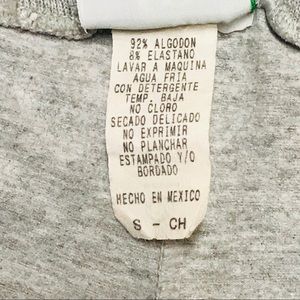 92% ALGODON
8% ELASTANO
LAVAR A MAQUINA
AGUA FRIA
CON DETERGENTE
TEMP. BAJA
NO CLORO
SECADO DELICADO
NO EXPRIMIR
NO PLANCHAR
ESTAMPADO Y/O
BORDADO
HECHO EN MEXICO
S - CH